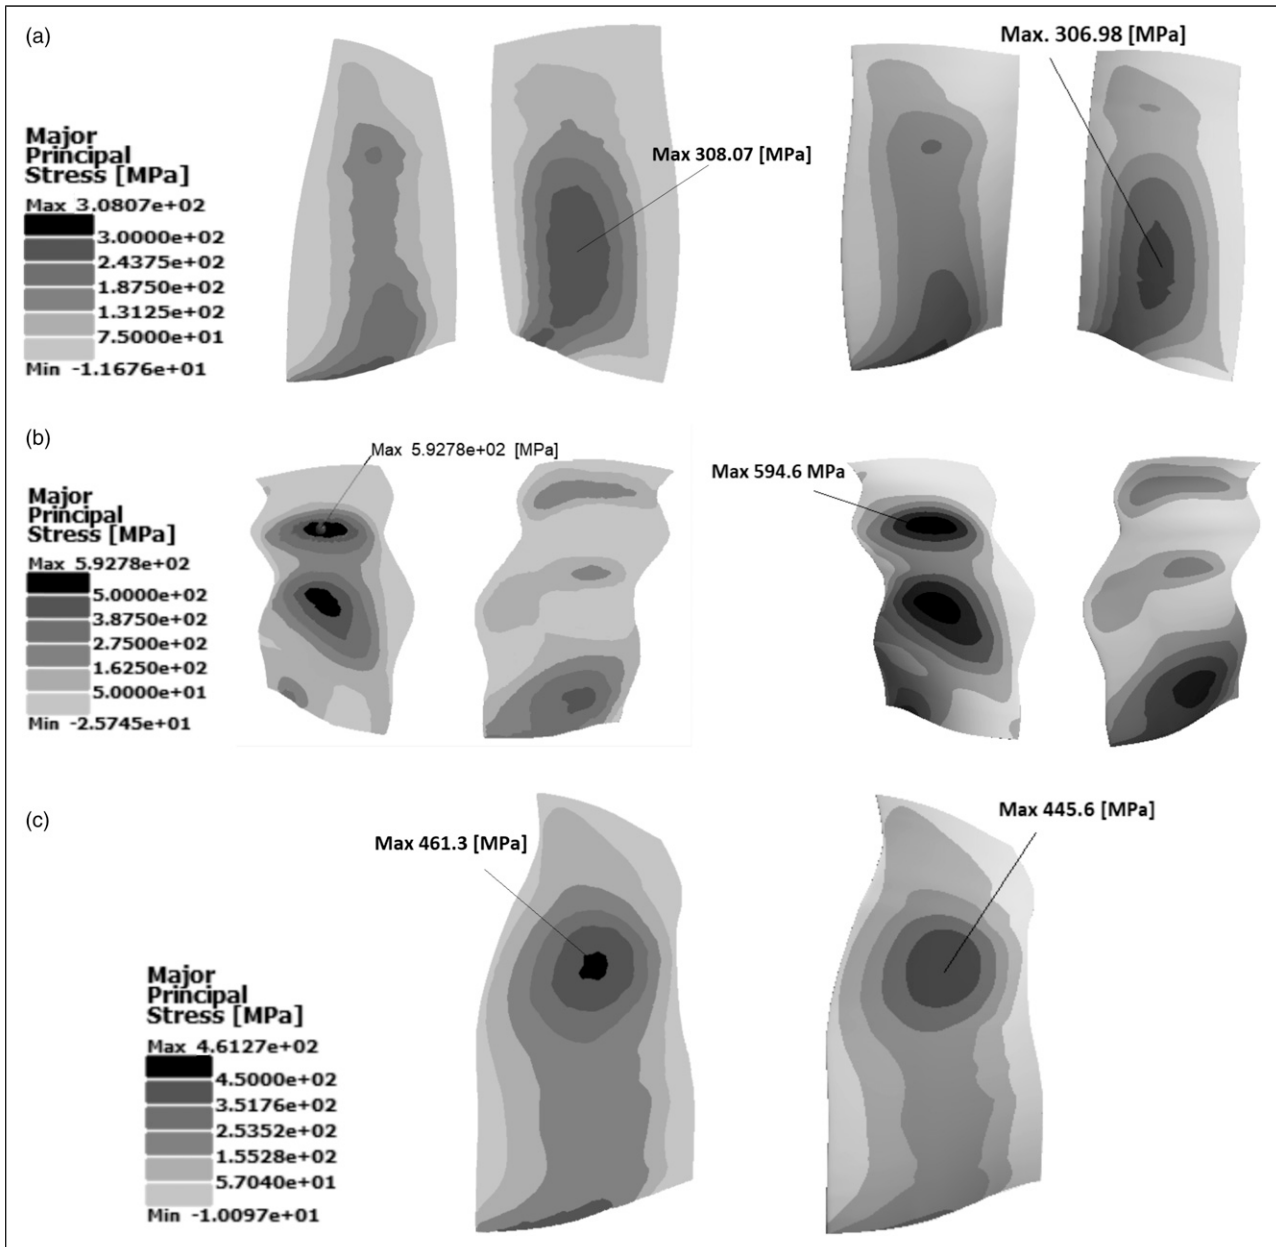 (a)
Max. 306.98 [MPa]
Max 308.07 [MPa]
Major
Principal
Stress [MPa]
Max 3.0807e+02
3.0000e+02
2.4375e+02
1.8750e+02
1.3125e+02
7.5000e+01
Min -1.1676e+01
(b)
Max 5.9278e+02 [MPa]
Max 594.6 MPa
Major
Principal
Stress [MPa]
Max 5.9278e+02
5.0000e+02
3.8750e+02
2.7500e+02
1.6250e+02
5.0000e+01
Min -2.5745e+01
(c)
Max 461.3 [MPa]
Max 445.6 [MPa]
Major
Principal
Stress [MPa]
Max 4.6127e+02
4.5000e+02
3.5176e+02
2.5352e+02
1.5528e+02
5.7040e+01
Min -1.0097e+01